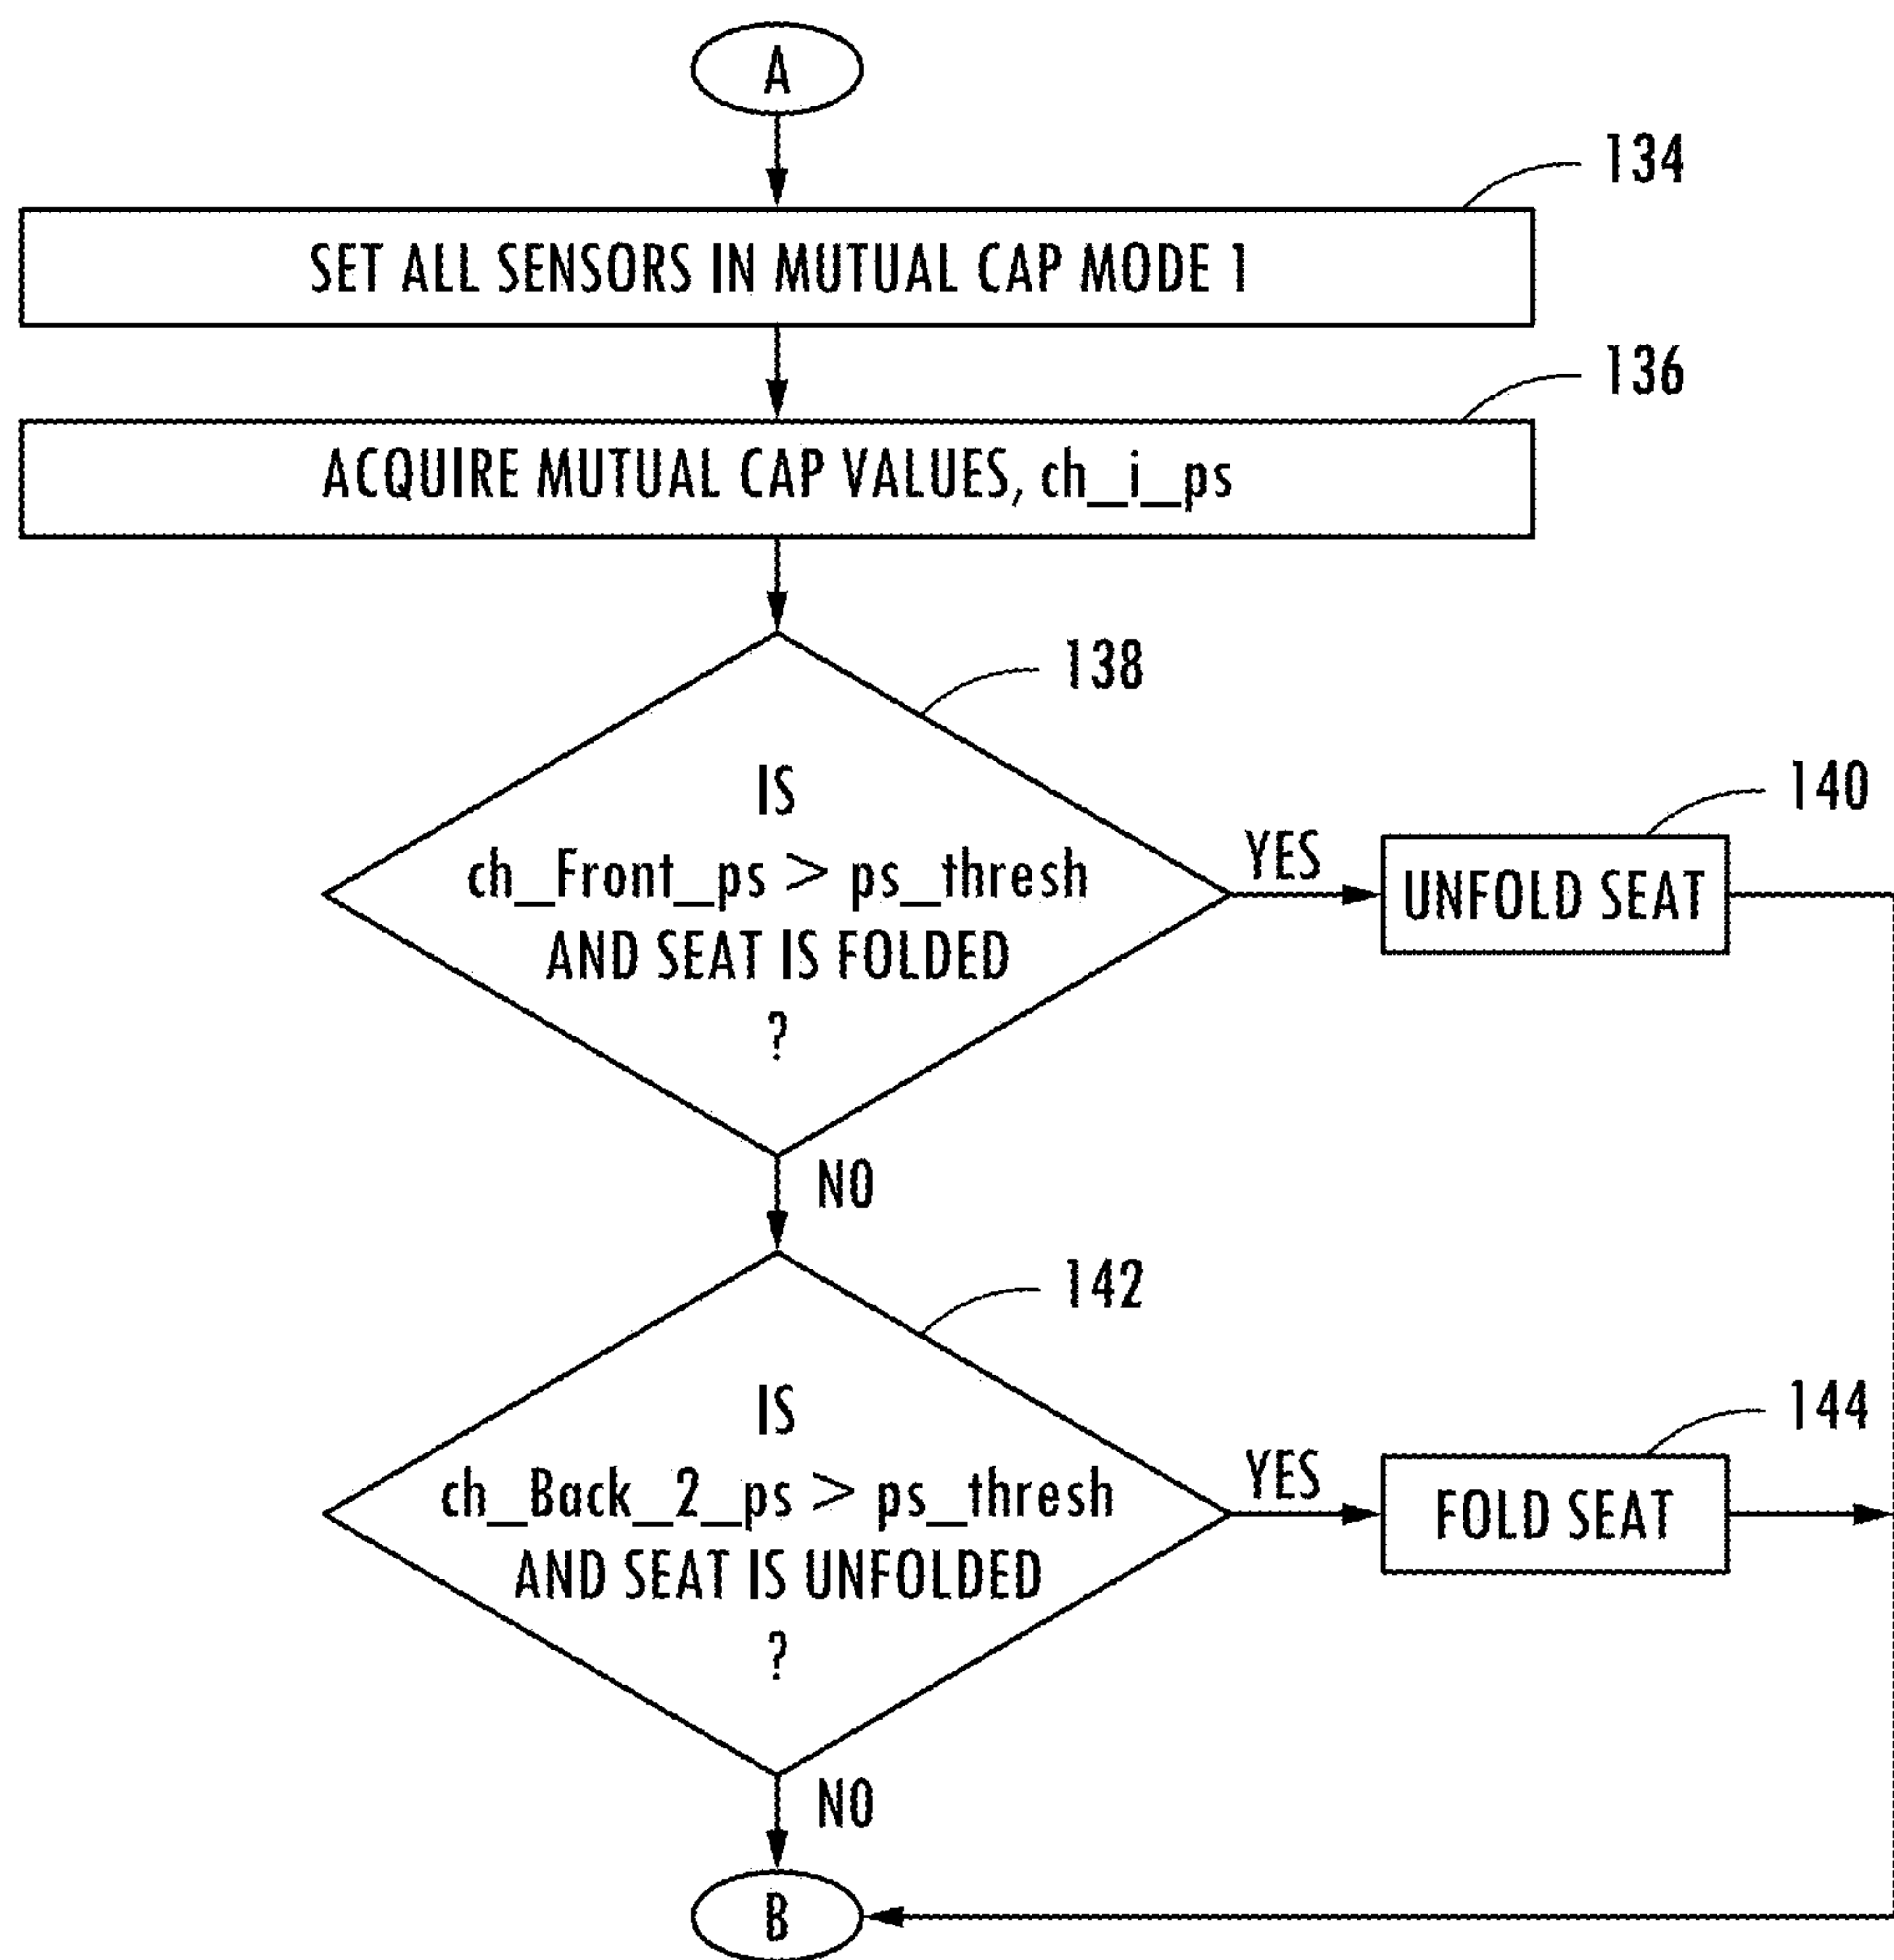 A
134
SET ALL SENSORS IN MUTUAL CAP MODE 1
136
ACQUIRE MUTUAL CAP VALUES, ch_i_ps
138
IS
ch_Front_ps > ps_thresh
AND SEAT IS FOLDED
?
YES
140
UNFOLD SEAT
NO
142
IS
ch_Back_2_ps > ps_thresh
AND SEAT IS UNFOLDED
?
YES
144
FOLD SEAT
NO
B